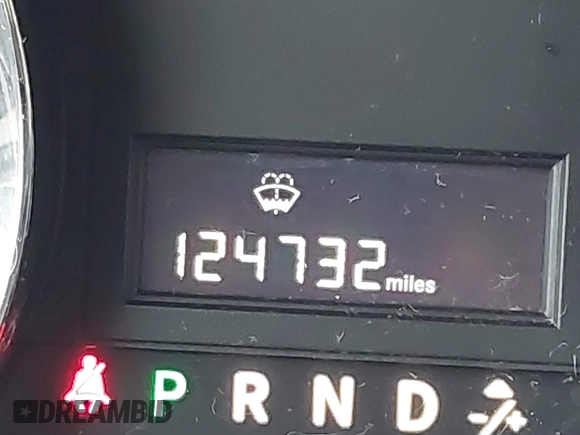 124732 miles
P R N D
DREAMBID